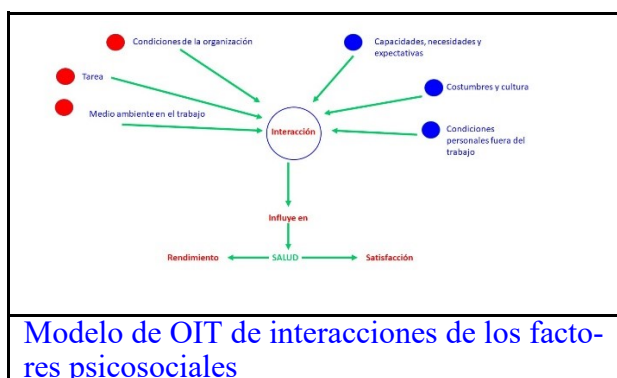 Condiciones de la organización
Capacidades, necesidades y
expectativas
Tarea
Costumbres y cultura
Medio ambiente en el trabajo
Interacción
Condiciones
personales fuera del
trabajo
Influye en
Rendimiento
SALUD
Satisfacción
Modelo de OIT de interacciones de los facto-
res psicosociales